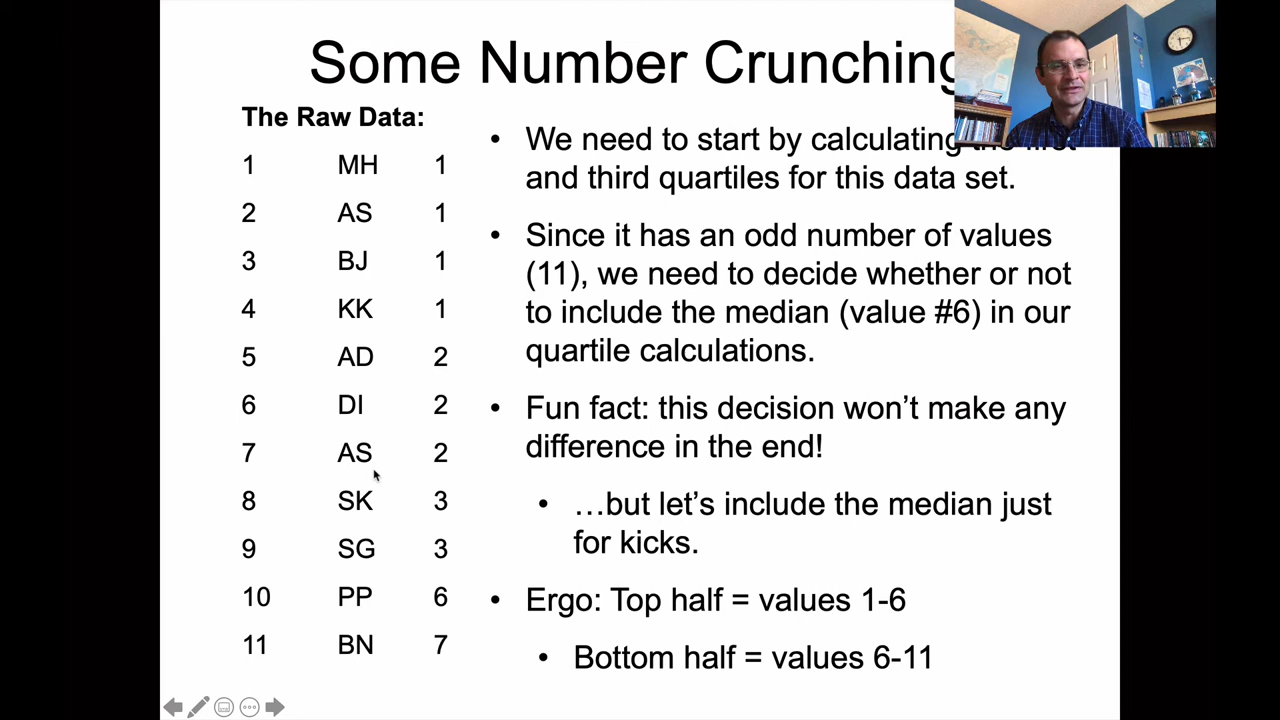 Some Number Crunching
The Raw Data:
1 MH 1
2 AS 1
3 BJ 1
4 KK 1
5 AD 2
6 DI 2
7 AS 2
8 SK 3
9 SG 3
10 PP 6
11 BN 7
• We need to start by calculating the first
and third quartiles for this data set.
• Since it has an odd number of values
(11), we need to decide whether or not
to include the median (value #6) in our
quartile calculations.
• Fun fact: this decision won’t make any
difference in the end!
• …but let’s include the median just
for kicks.
• Ergo: Top half = values 1-6
• Bottom half = values 6-11